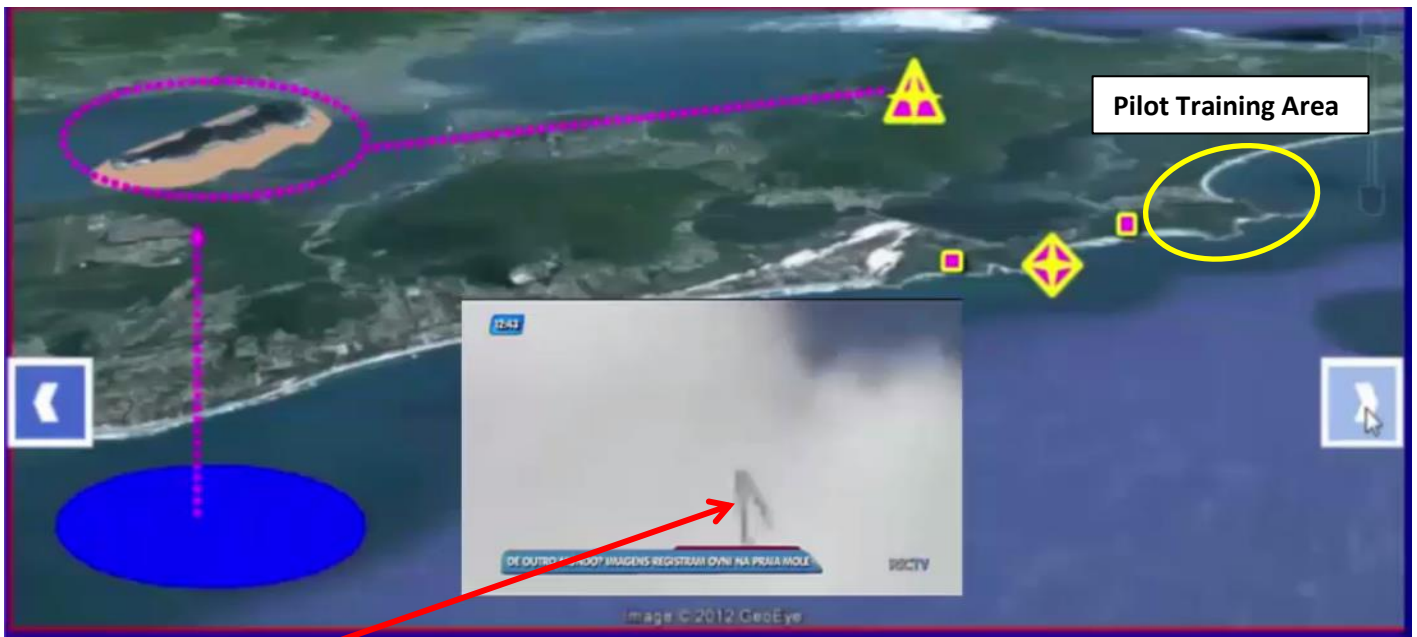 Pilot Training Area
12:43
DE OUTRO MUNDO? IMAGENS REGISTRAM OVNI NA PRAIA MOLE
RICTV
Image © 2012 GeoEye